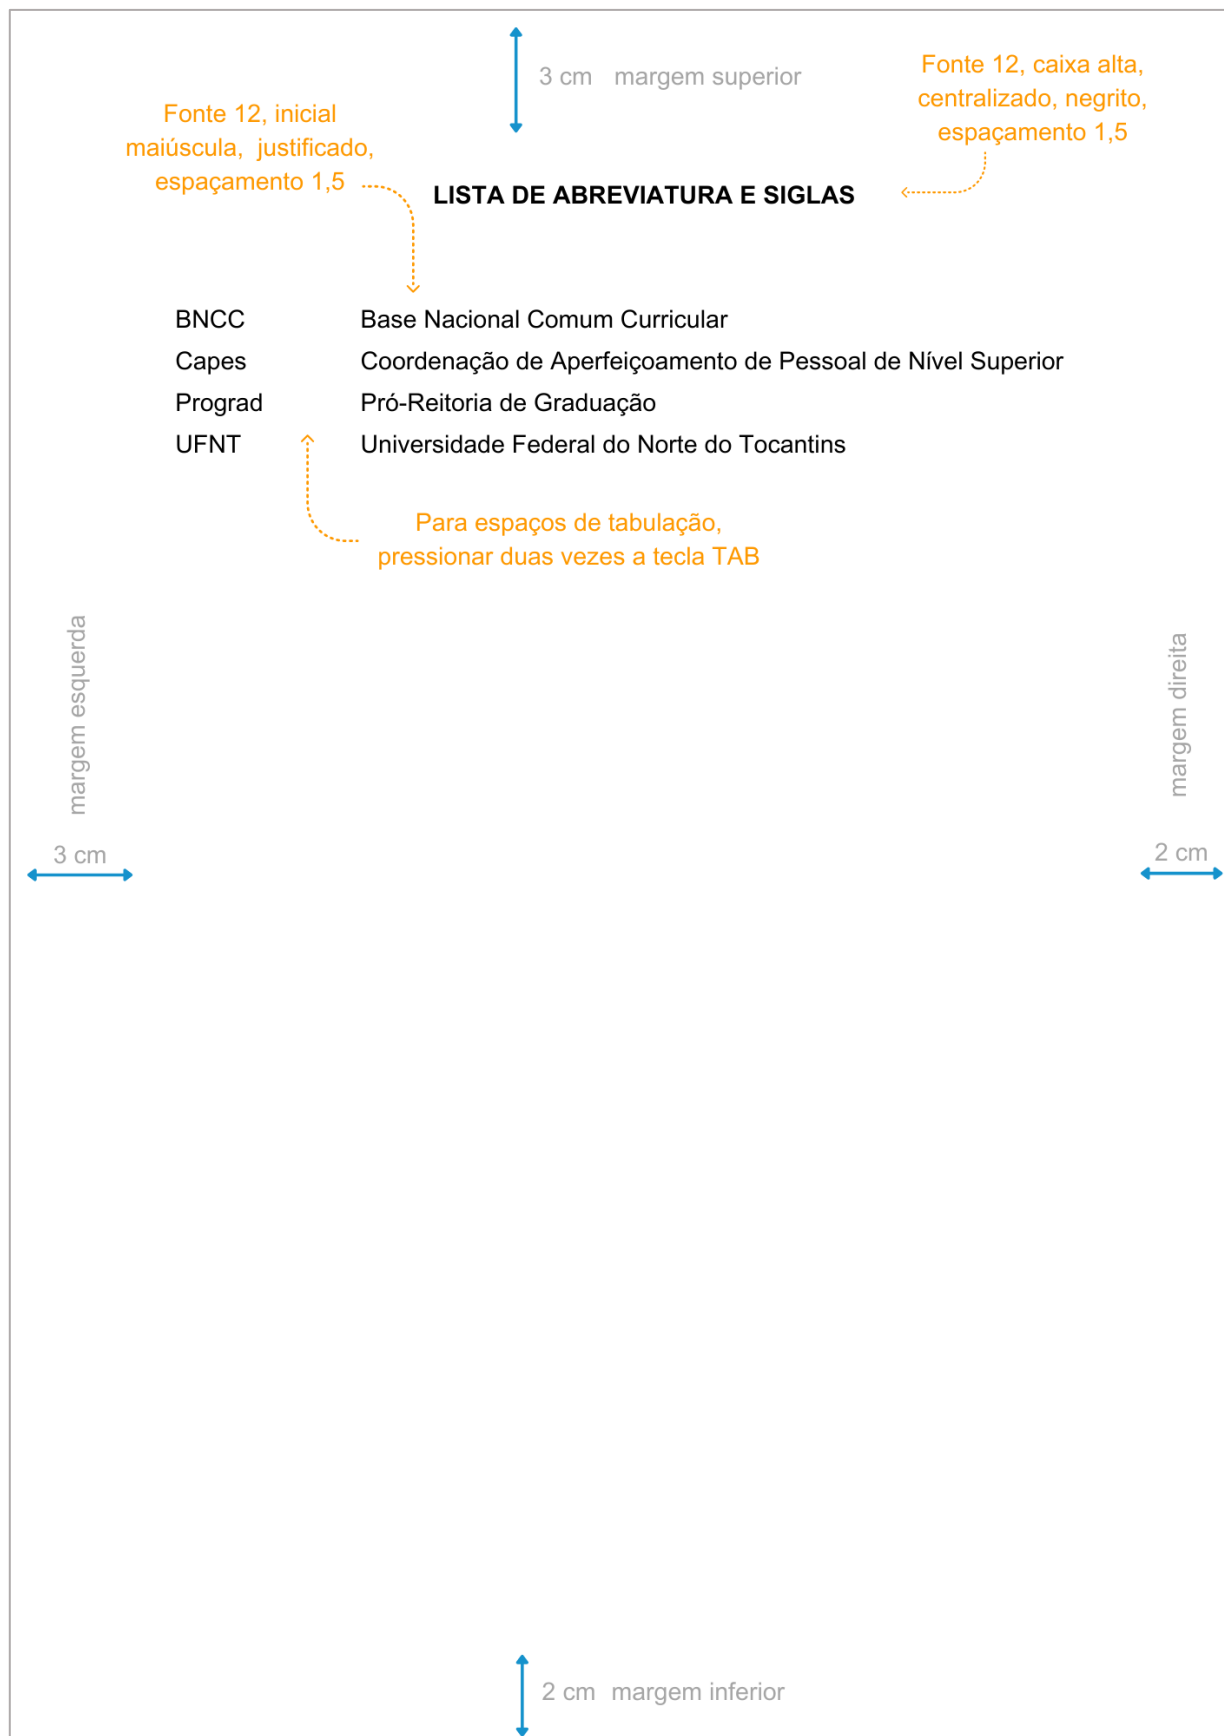 3 cm margem superior
Fonte 12, caixa alta,
centralizado, negrito,
espaçamento 1,5
Fonte 12, inicial
maiúscula, justificado,
espaçamento 1,5
LISTA DE ABREVIATURA E SIGLAS
BNCC Base Nacional Comum Curricular
Capes Coordenação de Aperfeiçoamento de Pessoal de Nível Superior
Prograd Pró-Reitoria de Graduação
UFNT Universidade Federal do Norte do Tocantins
Para espaços de tabulação,
pressionar duas vezes a tecla TAB
margem esquerda
3 cm
margem direita
2 cm
2 cm margem inferior